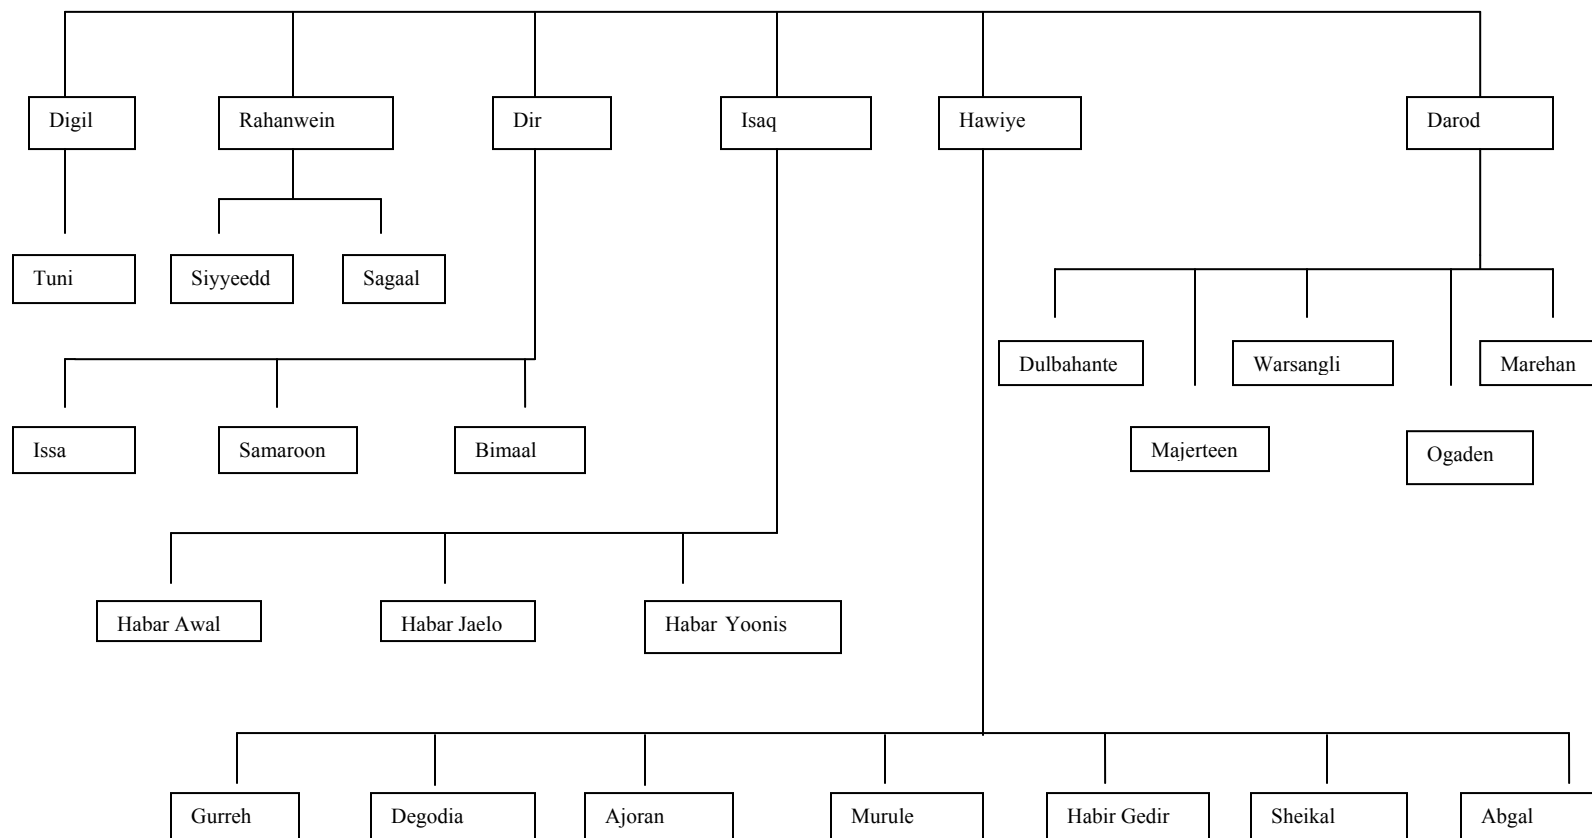 Digil
Rahanwein
Dir
Isaq
Hawiye
Darod
Tuni
Siyyeedd
Sagaal
Dulbahante
Warsangli
Marehan
Issa
Samaroon
Bimaal
Majerteen
Ogaden
Habar Awal
Habar Jaelo
Habar Yoonis
Gurreh
Degodia
Ajoran
Murule
Habir Gedir
Sheikal
Abgal